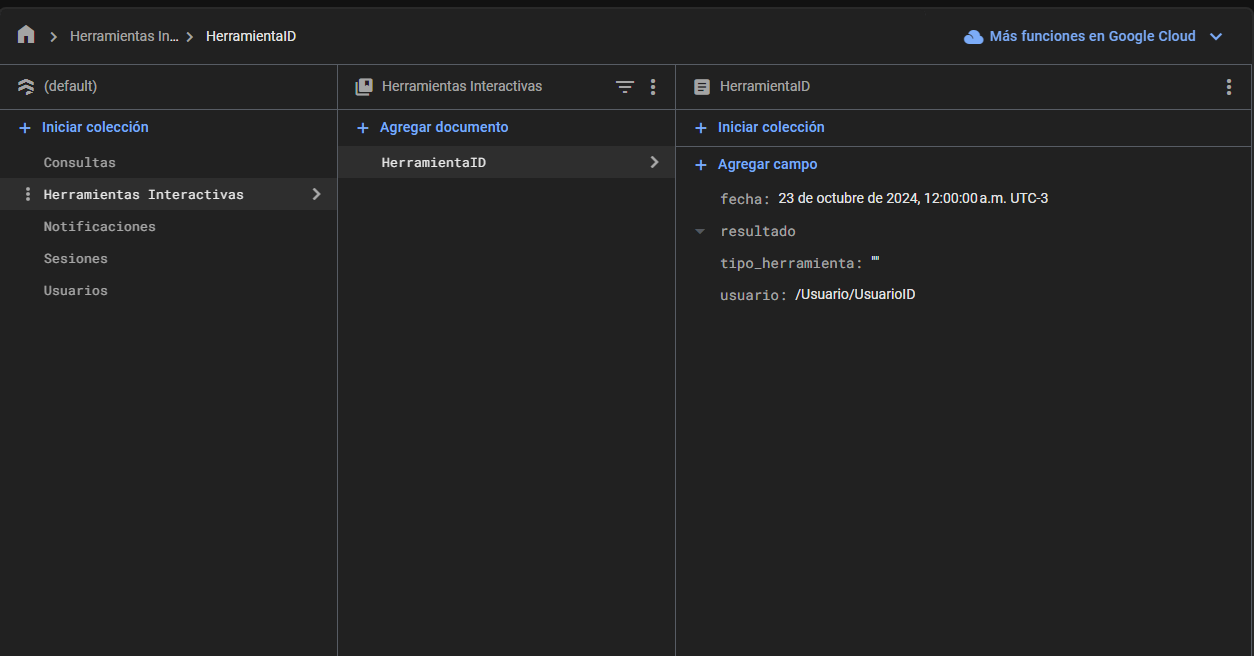 Herramientas In... > HerramientaID
Más funciones en Google Cloud
(default)
Iniciar colección
Consultas
Herramientas Interactivas
Notificaciones
Sesiones
Usuarios
Herramientas Interactivas
Agregar documento
HerramientaID
HerramientaID
Iniciar colección
Agregar campo
fecha: 23 de octubre de 2024, 12:00:00 a.m. UTC-3
resultado
tipo_herramienta: ""
usuario: /Usuario/UsuarioID